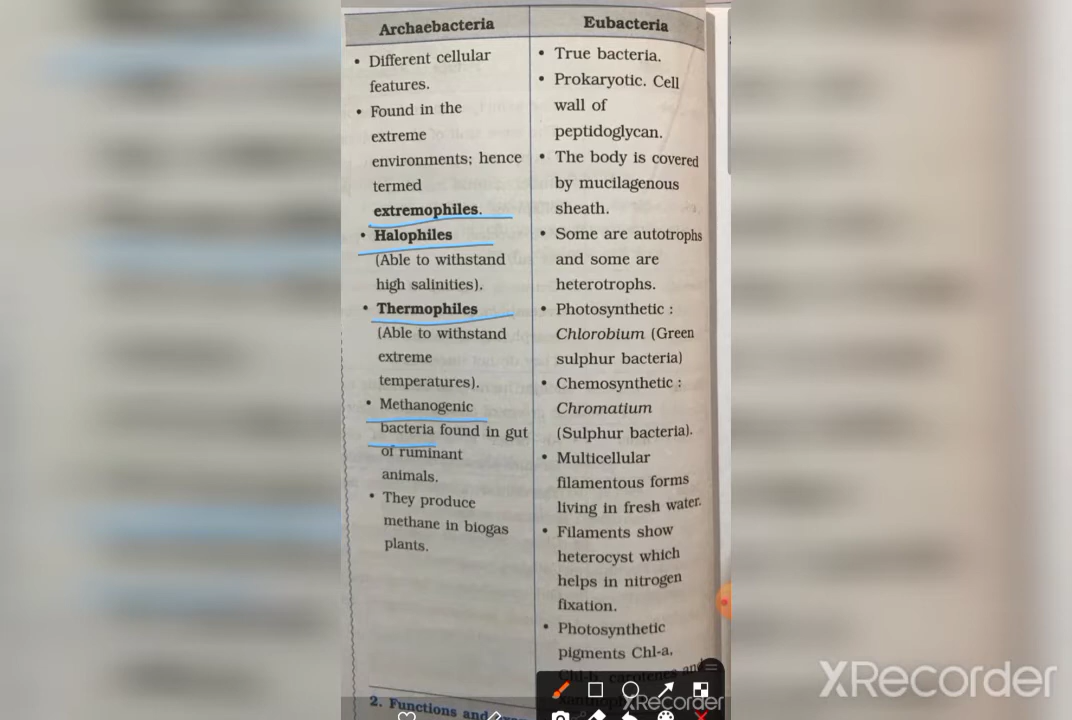 Archaebacteria
• Different cellular
features.
• Found in the
extreme
environments; hence
termed
extremophiles.
• Halophiles
(Able to withstand
high salinities).
• Thermophiles
(Able to withstand
extreme
temperatures).
• Methanogenic
bacteria found in gut
of ruminant
animals.
• They produce
methane in biogas
plants.
Eubacteria
• True bacteria.
• Prokaryotic. Cell
wall of
peptidoglycan.
• The body is covered
by mucilagenous
sheath.
• Some are autotrophs
and some are
heterotrophs.
• Photosynthetic :
Chlorobium (Green
sulphur bacteria)
• Chemosynthetic :
Chromatium
(Sulphur bacteria).
• Multicellular
filamentous forms
living in fresh water.
• Filaments show
heterocyst which
helps in nitrogen
fixation.
• Photosynthetic
pigments Chl-a,
Chl-b, carotenes and
2. Functions and
XRecorder
XRecorder